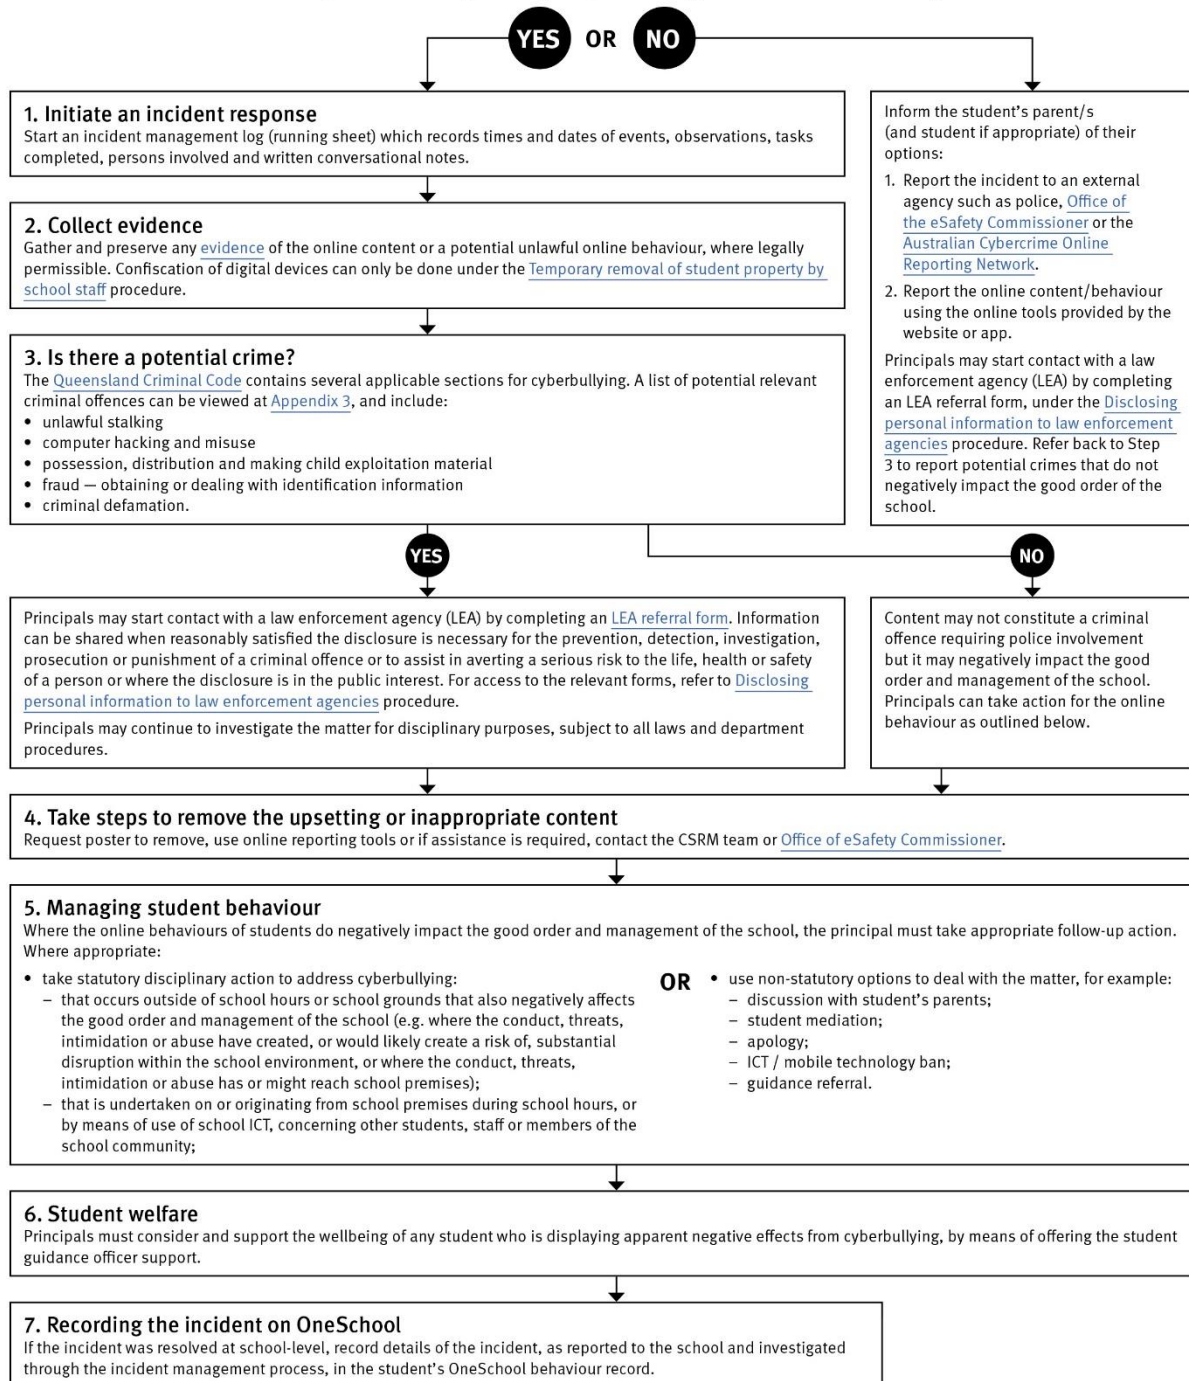 YES OR NO
1. Initiate an incident response
Start an incident management log (running sheet) which records times and dates of events, observations, tasks
completed, persons involved and written conversational notes.
2. Collect evidence
Gather and preserve any evidence of the online content or a potential unlawful online behaviour, where legally
permissible. Confiscation of digital devices can only be done under the Temporary removal of student property by
school staff procedure.
3. Is there a potential crime?
The Queensland Criminal Code contains several applicable sections for cyberbullying. A list of potential relevant
criminal offences can be viewed at Appendix 3, and include:
• unlawful stalking
• computer hacking and misuse
• possession, distribution and making child exploitation material
• fraud — obtaining or dealing with identification information
• criminal defamation.
Inform the student's parent/s
(and student if appropriate) of their
options:
1. Report the incident to an external
agency such as police, Office of
the eSafety Commissioner or the
Australian Cybercrime Online
Reporting Network.
2. Report the online content/behaviour
using the online tools provided by the
website or app.
Principals may start contact with a law
enforcement agency (LEA) by completing
an LEA referral form, under the Disclosing
personal information to law enforcement
agencies procedure. Refer back to Step
3 to report potential crimes that do not
negatively impact the good order of the
school.
YES
NO
Principals may start contact with a law enforcement agency (LEA) by completing an LEA referral form. Information
can be shared when reasonably satisfied the disclosure is necessary for the prevention, detection, investigation,
prosecution or punishment of a criminal offence or to assist in averting a serious risk to the life, health or safety
of a person or where the disclosure is in the public interest. For access to the relevant forms, refer to Disclosing
personal information to law enforcement agencies procedure.
Principals may continue to investigate the matter for disciplinary purposes, subject to all laws and department
procedures.
Content may not constitute a criminal
offence requiring police involvement
but it may negatively impact the good
order and management of the school.
Principals can take action for the online
behaviour as outlined below.
4. Take steps to remove the upsetting or inappropriate content
Request poster to remove, use online reporting tools or if assistance is required, contact the CSRM team or Office of eSafety Commissioner.
5. Managing student behaviour
Where the online behaviours of students do negatively impact the good order and management of the school, the principal must take appropriate follow-up action.
Where appropriate:
• take statutory disciplinary action to address cyberbullying:
– that occurs outside of school hours or school grounds that also negatively affects
the good order and management of the school (e.g. where the conduct, threats,
intimidation or abuse have created, or would likely create a risk of, substantial
disruption within the school environment, or where the conduct, threats,
intimidation or abuse has or might reach school premises);
– that is undertaken on or originating from school premises during school hours, or
by means of use of school ICT, concerning other students, staff or members of the
school community;
OR
• use non-statutory options to deal with the matter, for example:
– discussion with student's parents;
– student mediation;
– apology;
– ICT / mobile technology ban;
– guidance referral.
6. Student welfare
Principals must consider and support the wellbeing of any student who is displaying apparent negative effects from cyberbullying, by means of offering the student
guidance officer support.
7. Recording the incident on OneSchool
If the incident was resolved at school-level, record details of the incident, as reported to the school and investigated
through the incident management process, in the student's OneSchool behaviour record.